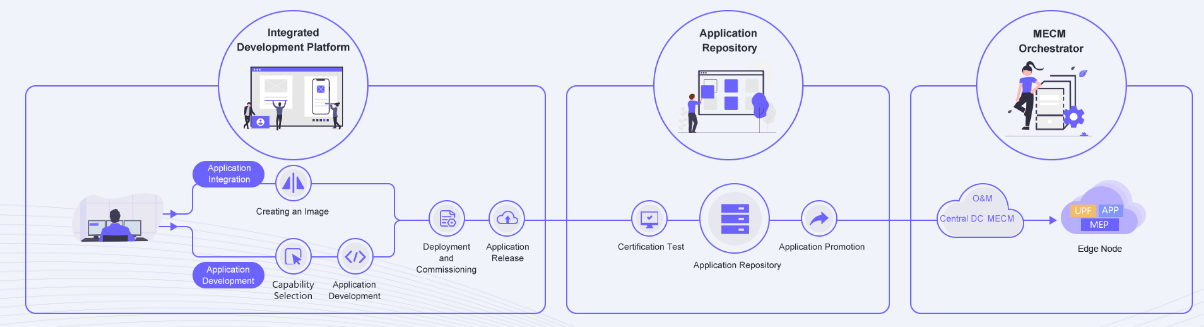 Integrated
Development Platform
Application
Repository
MECM
Orchestrator
Application
Integration
Creating an Image
Application
Development
Capability
Selection
Application
Development
Deployment
and
Commissioning
Application
Release
Certification Test
Application Repository
Application Promotion
O&M
Central DC MECM
UPF
APP
MEP
Edge Node